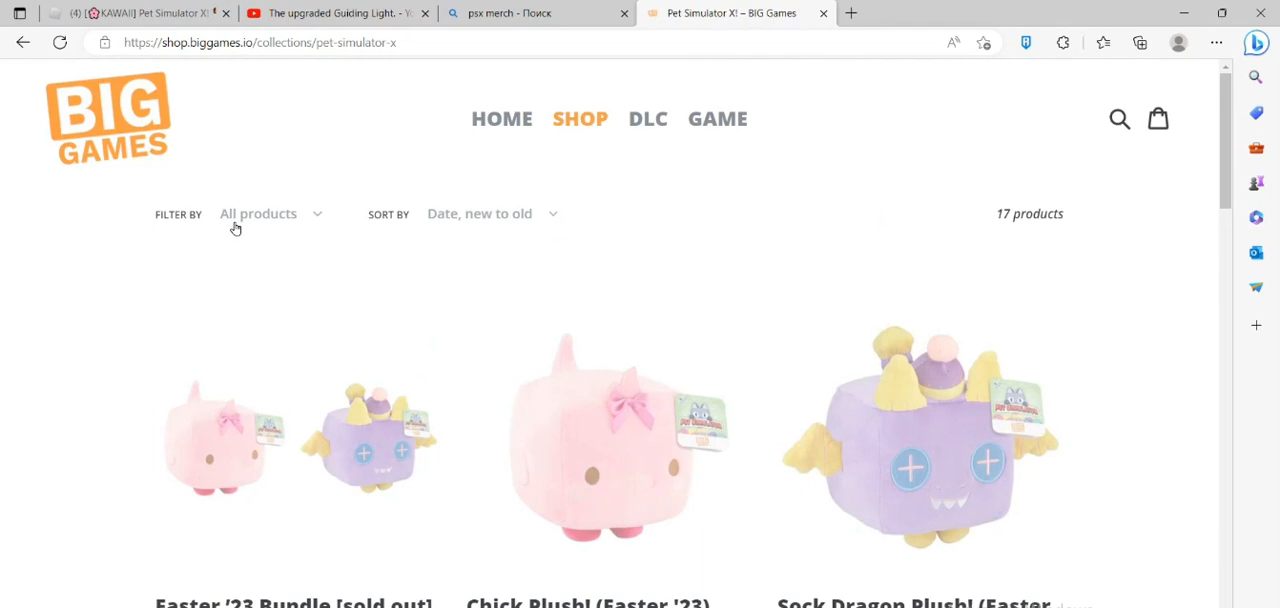 (4) [🌸KAWAII] Pet Simulator X!
The upgraded Guiding Light. - Yo
psx merch - Поиск
Pet Simulator X! – BIG Games
https://shop.biggames.io/collections/pet-simulator-x
BIG
GAMES
HOME SHOP DLC GAME
FILTER BY All products SORT BY Date, new to old 17 products
Easter '23 Bundle [sold out] Chick Plush! (Easter '23) Sock Dragon Plush! (Easter